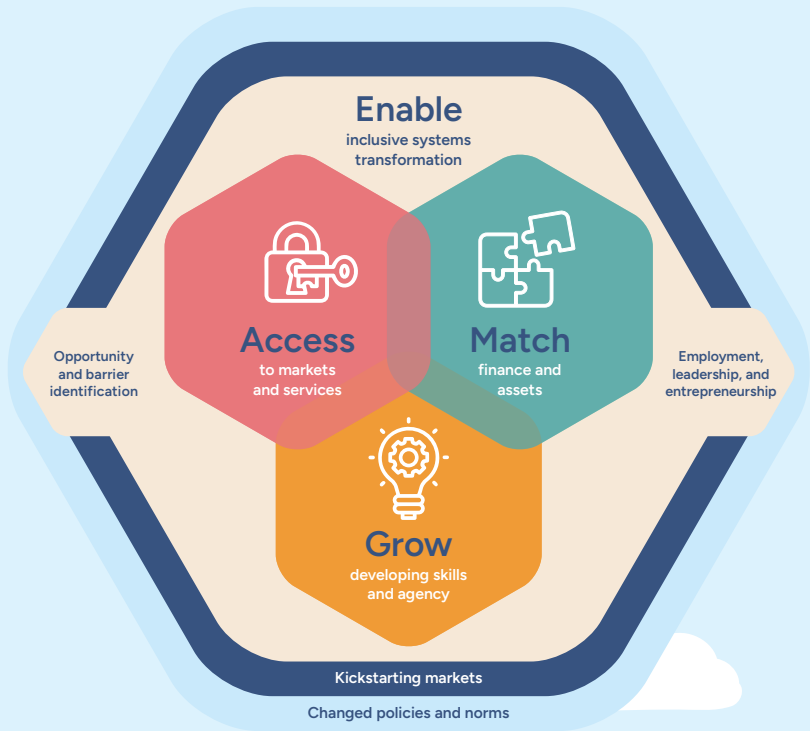 Enable
inclusive systems
transformation
Access
to markets
and services
Match
finance and
assets
Opportunity
and barrier
identification
Employment,
leadership, and
entrepreneurship
Grow
developing skills
and agency
Kickstarting markets
Changed policies and norms